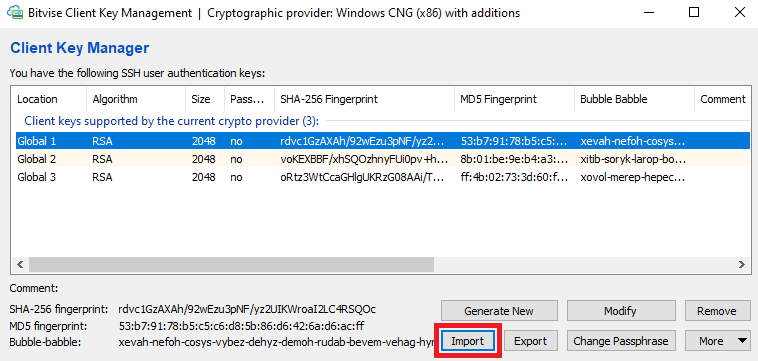 Bitvise Client Key Management | Cryptographic provider: Windows CNG (x86) with additions
Client Key Manager
You have the following SSH user authentication keys:
Location Algorithm Size Pass... SHA-256 Fingerprint MD5 Fingerprint Bubble Babble Comment
Client keys supported by the current crypto provider (3):
Global 1 RSA 2048 no rdvc1GzAXAh/92wEzu3pNF/yz2... 53:b7:91:78:b5:c5:... xevah-nefoh-cosys-...
Global 2 RSA 2048 no voKEXBBF/xhSQOzhnyFUi0pv+h... 8b:01:be:9e:b4:a3:... xitib-soryk-larop-bo...
Global 3 RSA 2048 no oRtz3WtCcaGHlgUKRzG08AAi/T... ff:4b:02:73:3d:60:f... xovol-merep-hepec...
Comment:
SHA-256 fingerprint: rdvc1GzAXAh/92wEzu3pNF/yz2UIKWroaI2LC4RSQOc
Generate New Modify Remove
MD5 fingerprint: 53:b7:91:78:b5:c5:c6:d8:5b:86:d6:42:6a:d6:ac:ff
Bubble-babble: xevah-nefoh-cosys-vybez-dehyz-demoh-rudab-bevem-vehag-hyr
Import Export Change Passphrase More